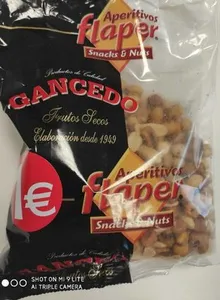 Aperitivos
flaper
Snacks & Nuts
Productos de Calidad
GANCEDO
Frutos Secos
Elaboración desde 1949
1€
Aperitivos
flaper
Snacks & Nuts
SHOT ON MI 9 LITE
AI TRIPLE CAMERA